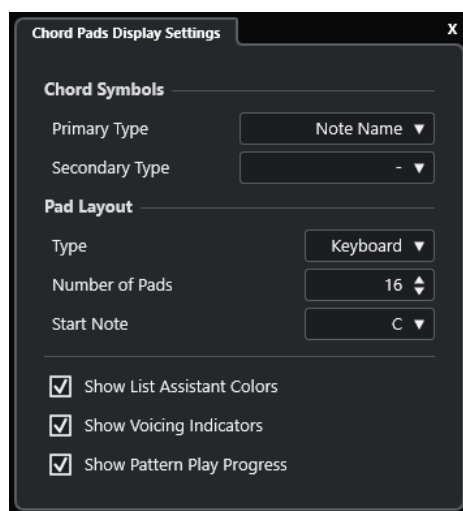 Chord Pads Display Settings X
Chord Symbols
Primary Type Note Name
Secondary Type -
Pad Layout
Type Keyboard
Number of Pads 16
Start Note C
Show List Assistant Colors
Show Voicing Indicators
Show Pattern Play Progress